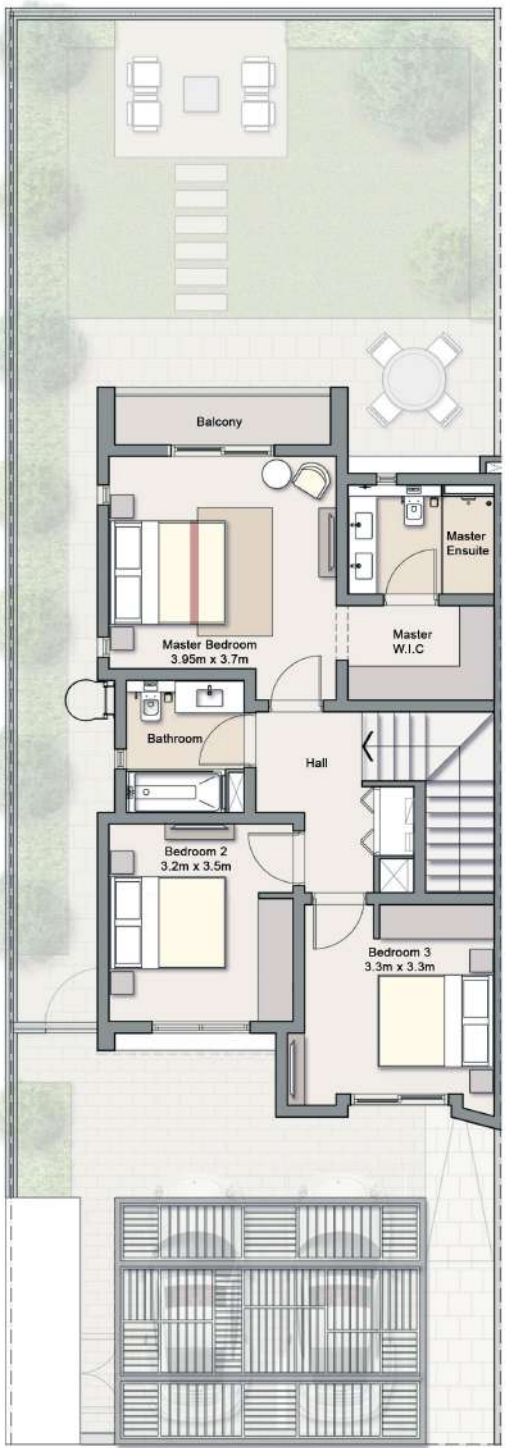 Balcony
Master
Ensuite
Master Bedroom
3.95m x 3.7m
Master
W.I.C
Bathroom
Hall
Bedroom 2
3.2m x 3.5m
Bedroom 3
3.3m x 3.3m